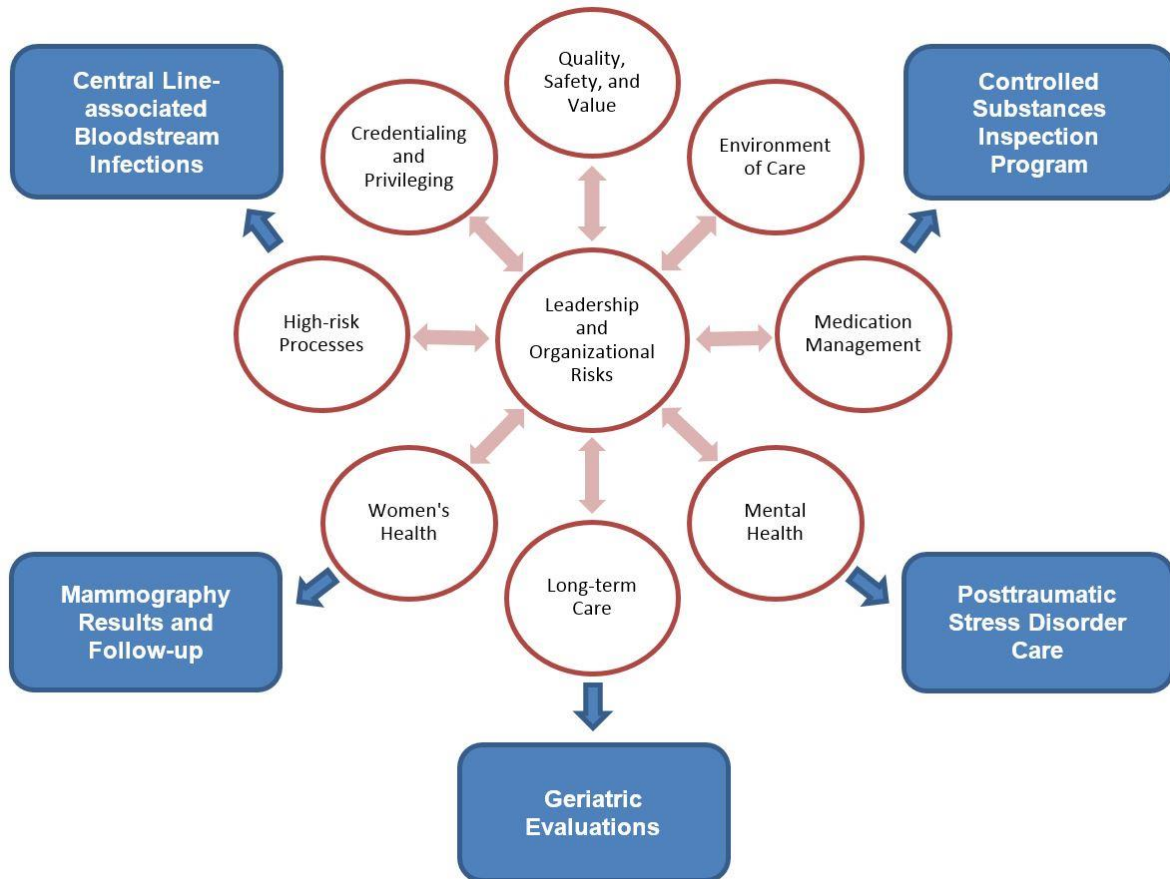 Quality,
Safety, and
Value
Central Line-
associated
Bloodstream
Infections
Controlled
Substances
Inspection
Program
Credentialing
and
Privileging
Environment
of Care
High-risk
Processes
Leadership
and
Organizational
Risks
Medication
Management
Women's
Health
Mental
Health
Long-term
Care
Mammography
Results and
Follow-up
Posttraumatic
Stress Disorder
Care
Geriatric
Evaluations